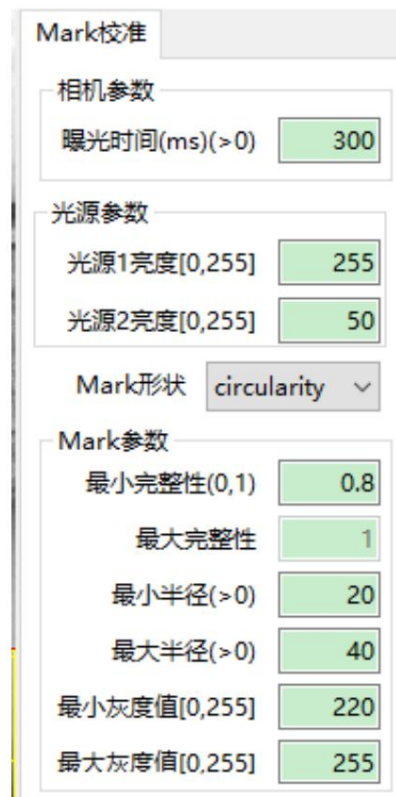 Mark校准
相机参数
曝光时间(ms)(>0) 300
光源参数
光源1亮度[0,255] 255
光源2亮度[0,255] 50
Mark形状 circularity
Mark参数
最小完整性(0,1) 0.8
最大完整性 1
最小半径(>0) 20
最大半径(>0) 40
最小灰度值[0,255] 220
最大灰度值[0,255] 255